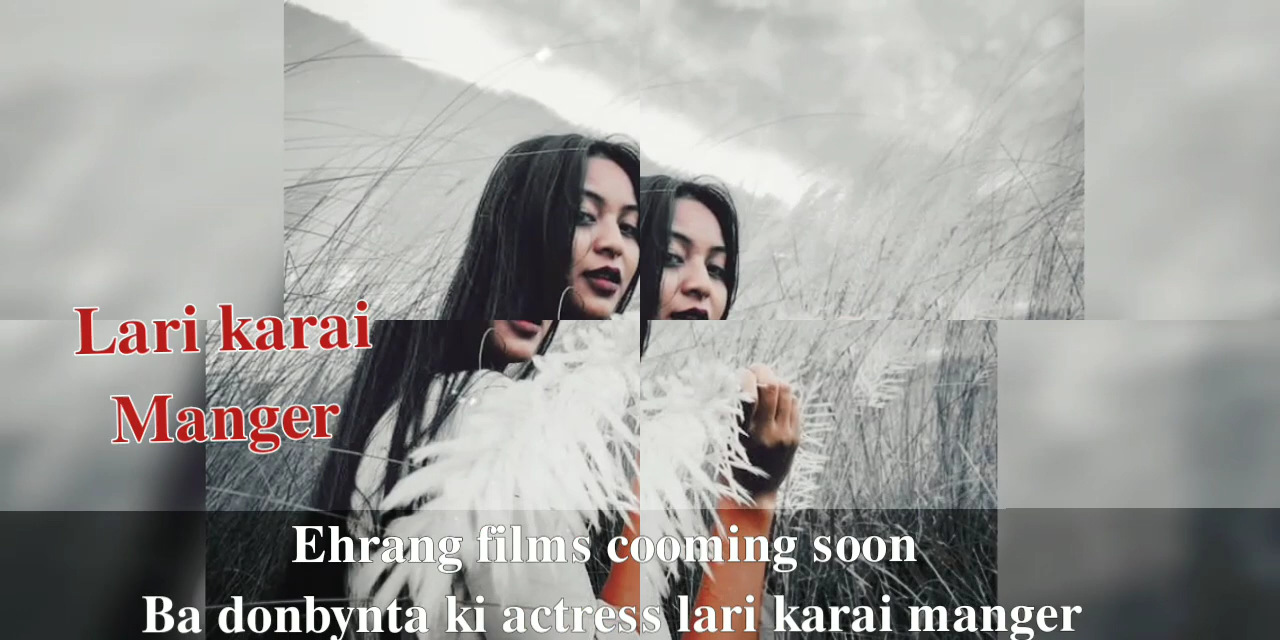 Lari karai
Manger
Ehrang films cooming soon
Ba donbynta ki actress lari karai manger